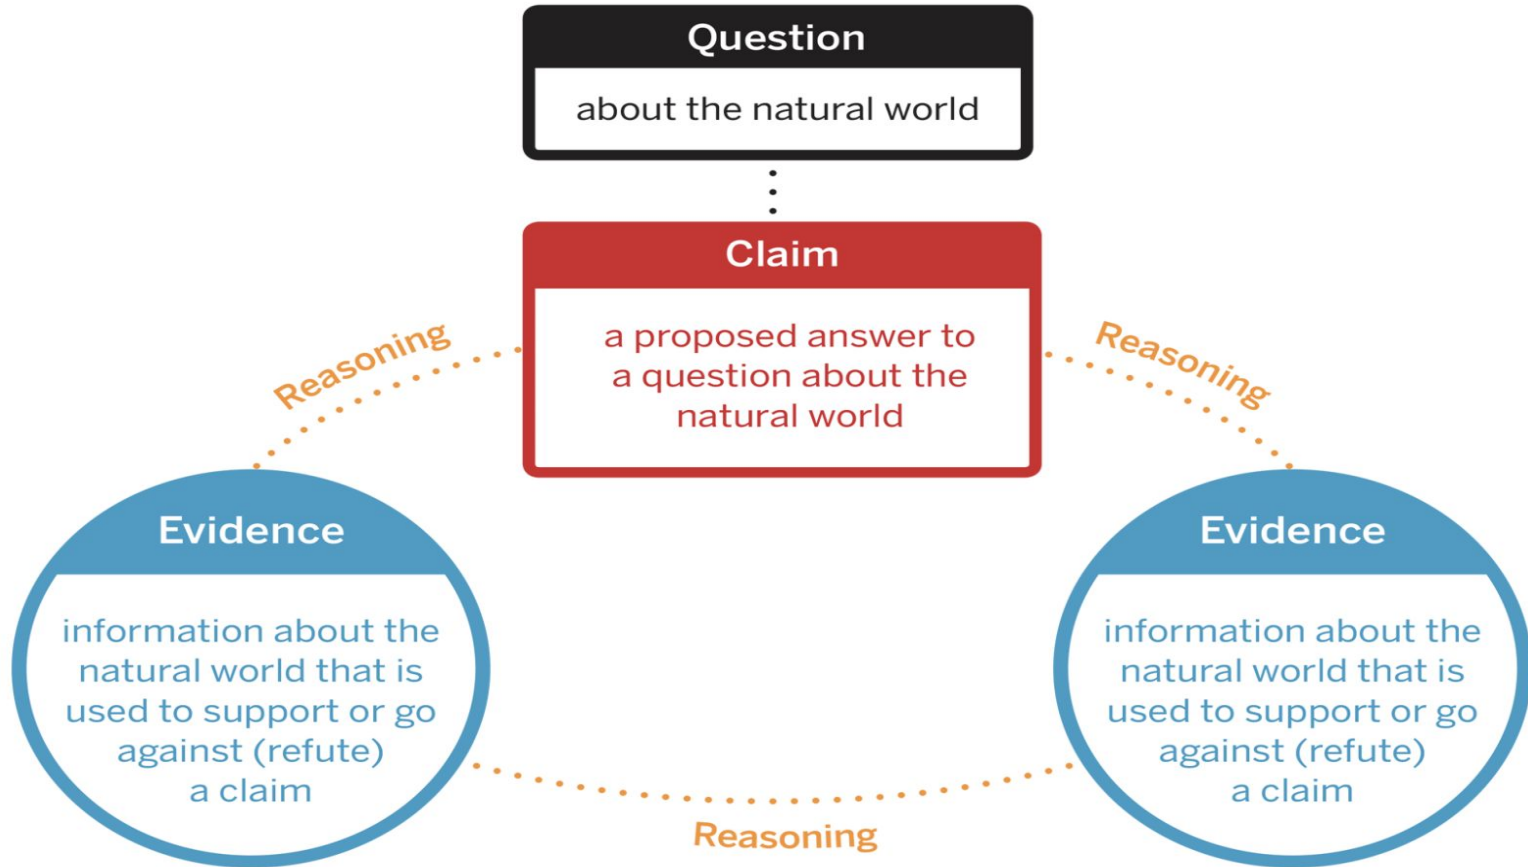 Question
about the natural world
Claim
a proposed answer to
a question about the
natural world
Reasoning
Reasoning
Evidence
information about the
natural world that is
used to support or go
against (refute)
a claim
Evidence
information about the
natural world that is
used to support or go
against (refute)
a claim
Reasoning